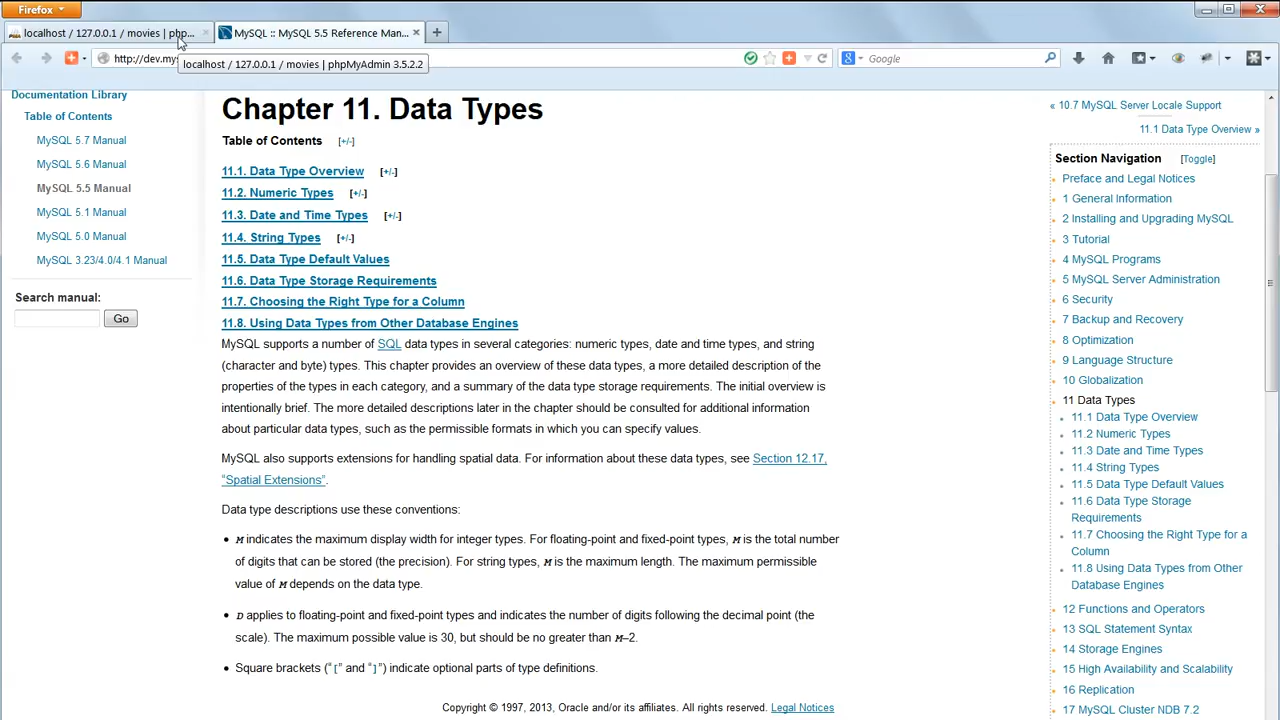 Firefox
localhost / 127.0.0.1 / movies | php...
MySQL :: MySQL 5.5 Reference Man...
http://dev.mys
localhost / 127.0.0.1 / movies | phpMyAdmin 3.5.2.2
Google
Documentation Library
Table of Contents
MySQL 5.7 Manual
MySQL 5.6 Manual
MySQL 5.5 Manual
MySQL 5.1 Manual
MySQL 5.0 Manual
MySQL 3.23/4.0/4.1 Manual
Search manual:
Go
Chapter 11. Data Types
Table of Contents [+/-]
11.1. Data Type Overview [+/-]
11.2. Numeric Types [+/-]
11.3. Date and Time Types [+/-]
11.4. String Types [+/-]
11.5. Data Type Default Values
11.6. Data Type Storage Requirements
11.7. Choosing the Right Type for a Column
11.8. Using Data Types from Other Database Engines
MySQL supports a number of SQL data types in several categories: numeric types, date and time types, and string
(character and byte) types. This chapter provides an overview of these data types, a more detailed description of the
properties of the types in each category, and a summary of the data type storage requirements. The initial overview is
intentionally brief. The more detailed descriptions later in the chapter should be consulted for additional information
about particular data types, such as the permissible formats in which you can specify values.
MySQL also supports extensions for handling spatial data. For information about these data types, see Section 12.17,
“Spatial Extensions”.
Data type descriptions use these conventions:
• M indicates the maximum display width for integer types. For floating-point and fixed-point types, M is the total number
of digits that can be stored (the precision). For string types, M is the maximum length. The maximum permissible
value of M depends on the data type.
• D applies to floating-point and fixed-point types and indicates the number of digits following the decimal point (the
scale). The maximum possible value is 30, but should be no greater than M–2.
• Square brackets (“[” and “]”) indicate optional parts of type definitions.
Copyright © 1997, 2013, Oracle and/or its affiliates. All rights reserved. Legal Notices
« 10.7 MySQL Server Locale Support
11.1 Data Type Overview »
Section Navigation [Toggle]
Preface and Legal Notices
1 General Information
2 Installing and Upgrading MySQL
3 Tutorial
4 MySQL Programs
5 MySQL Server Administration
6 Security
7 Backup and Recovery
8 Optimization
9 Language Structure
10 Globalization
11 Data Types
11.1 Data Type Overview
11.2 Numeric Types
11.3 Date and Time Types
11.4 String Types
11.5 Data Type Default Values
11.6 Data Type Storage
Requirements
11.7 Choosing the Right Type for a
Column
11.8 Using Data Types from Other
Database Engines
12 Functions and Operators
13 SQL Statement Syntax
14 Storage Engines
15 High Availability and Scalability
16 Replication
17 MySQL Cluster NDB 7.2